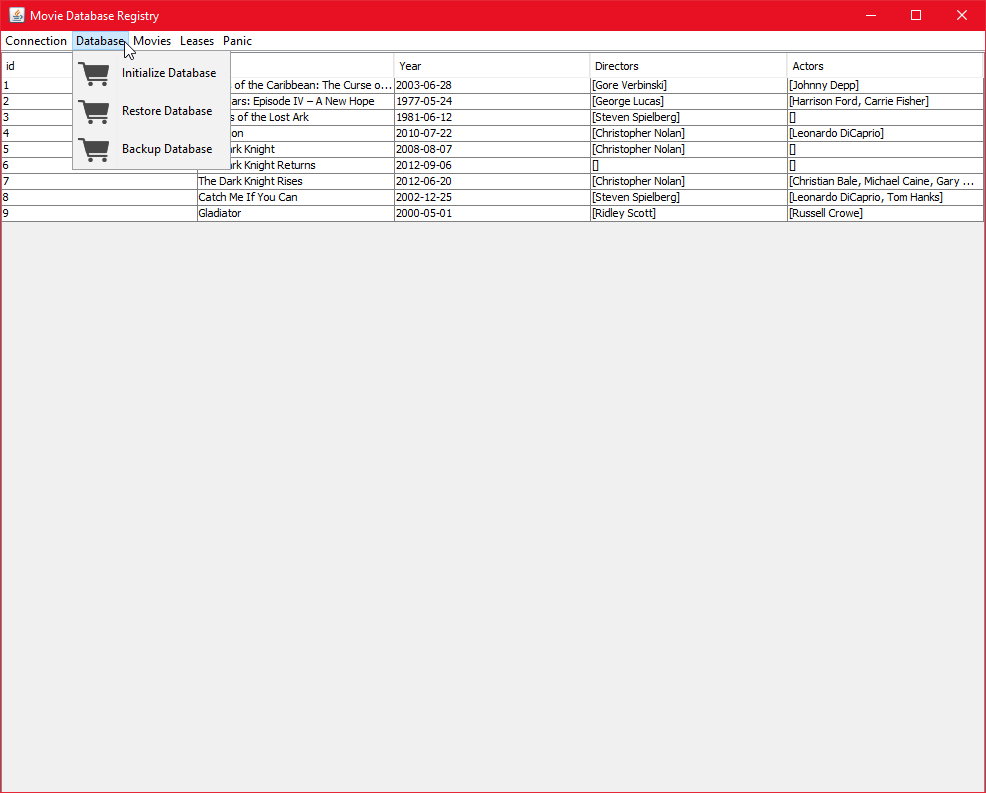 Movie Database Registry
Connection Database Movies Leases Panic
id Year Directors Actors
Initialize Database
Restore Database
Backup Database
1 of the Caribbean: The Curse o... 2003-06-28 [Gore Verbinski] [Johnny Depp]
2 ars: Episode IV – A New Hope 1977-05-24 [George Lucas] [Harrison Ford, Carrie Fisher]
3 s of the Lost Ark 1981-06-12 [Steven Spielberg] []
4 on 2010-07-22 [Christopher Nolan] [Leonardo DiCaprio]
5 rk Knight 2008-08-07 [Christopher Nolan] []
6 rk Knight Returns 2012-09-06 [] []
7 The Dark Knight Rises 2012-06-20 [Christopher Nolan] [Christian Bale, Michael Caine, Gary ...
8 Catch Me If You Can 2002-12-25 [Steven Spielberg] [Leonardo DiCaprio, Tom Hanks]
9 Gladiator 2000-05-01 [Ridley Scott] [Russell Crowe]